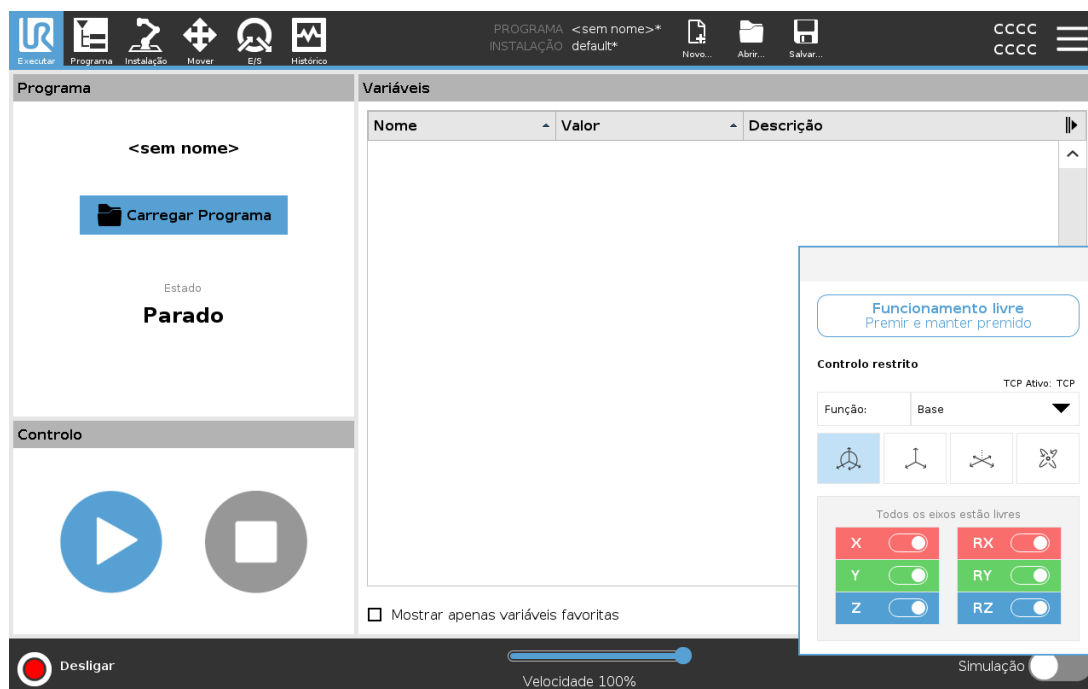 UR
Executar
Programa
Instalação
Mover
E/S
Histórico
PROGRAMA <sem nome>*
INSTALAÇÃO default*
Novo...
Abrir...
Salvar...
CCCC
CCCC
Programa
<sem nome>
Carregar Programa
Estado
Parado
Controlo
Variáveis
Nome
Valor
Descrição
Mostrar apenas variáveis favoritas
Funcionamento livre
Premir e manter premido
Controlo restrito
TCP Ativo: TCP
Função: Base
Todos os eixos estão livres
X RX
Y RY
Z RZ
Desligar
Velocidade 100%
Simulação